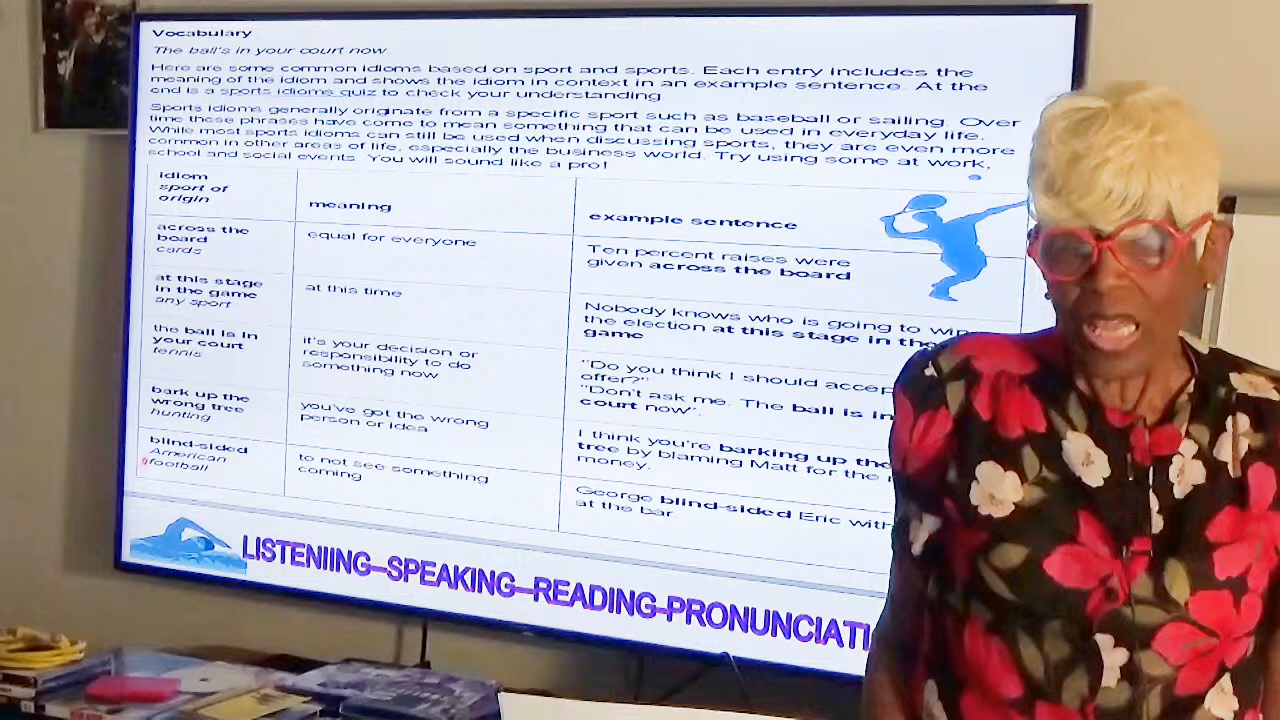 Vocabulary
The ball's in your court now
Here are some common idioms based on sport and sports. Each entry includes the
meaning of the idiom and shows the idiom in context in an example sentence. At the
end is a sports idioms quiz to check your understanding
Sports idioms generally originate from a specific sport such as baseball or sailing. Over
time these phrases have come to mean something that can be used in everyday life.
While most sports idioms can still be used when discussing sports, they are even more
common in other areas of life, especially the business world. Try using some at work,
school and social events. You will sound like a pro!
idiom
sport of
origin
meaning
example sentence
across the
board
cards
equal for everyone
Ten percent raises were
given across the board
at this stage
in the game
any sport
at this time
Nobody knows who is going to win
the election at this stage in the
game
the ball is in
your court
tennis
it's your decision or
responsibility to do
something now
"Do you think I should accep
offer?"
"Don't ask me. The ball is in
court now".
bark up the
wrong tree
hunting
you've got the wrong
person or idea
I think you're barking up the
tree by blaming Matt for the
money.
blind-sided
American
football
to not see something
coming
George blind-sided Eric with
at the bar
LISTENIING–SPEAKING–READING-PRONUNCIATI